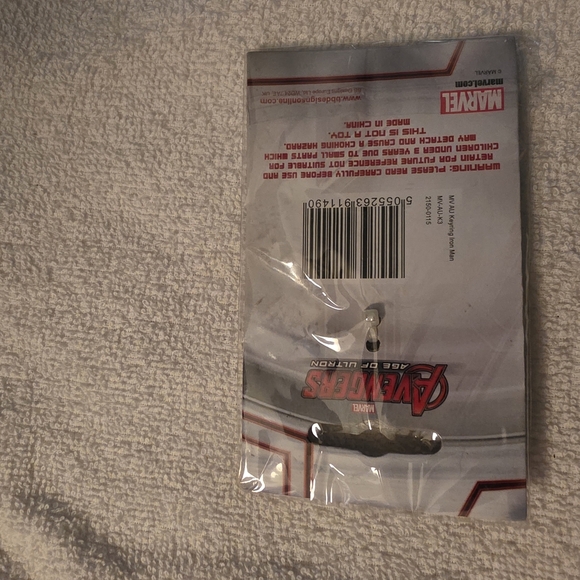 MARVEL
AVENGERS
AGE OF ULTRON
5 055263 911490
MV AU Keyring Iron Man
MV-AU-K3
2150-0115
WARNING: PLEASE READ CAREFULLY BEFORE USE AND
RETAIN FOR FUTURE REFERENCE NOT SUITABLE FOR
CHILDREN UNDER 3 YEARS DUE TO SMALL PARTS WHICH
MAY DETACH AND CAUSE A CHOKING HAZARD.
THIS IS NOT A TOY.
MADE IN CHINA.
www.bbdesignsonline.com
MARVEL
marvel.com
© MARVEL